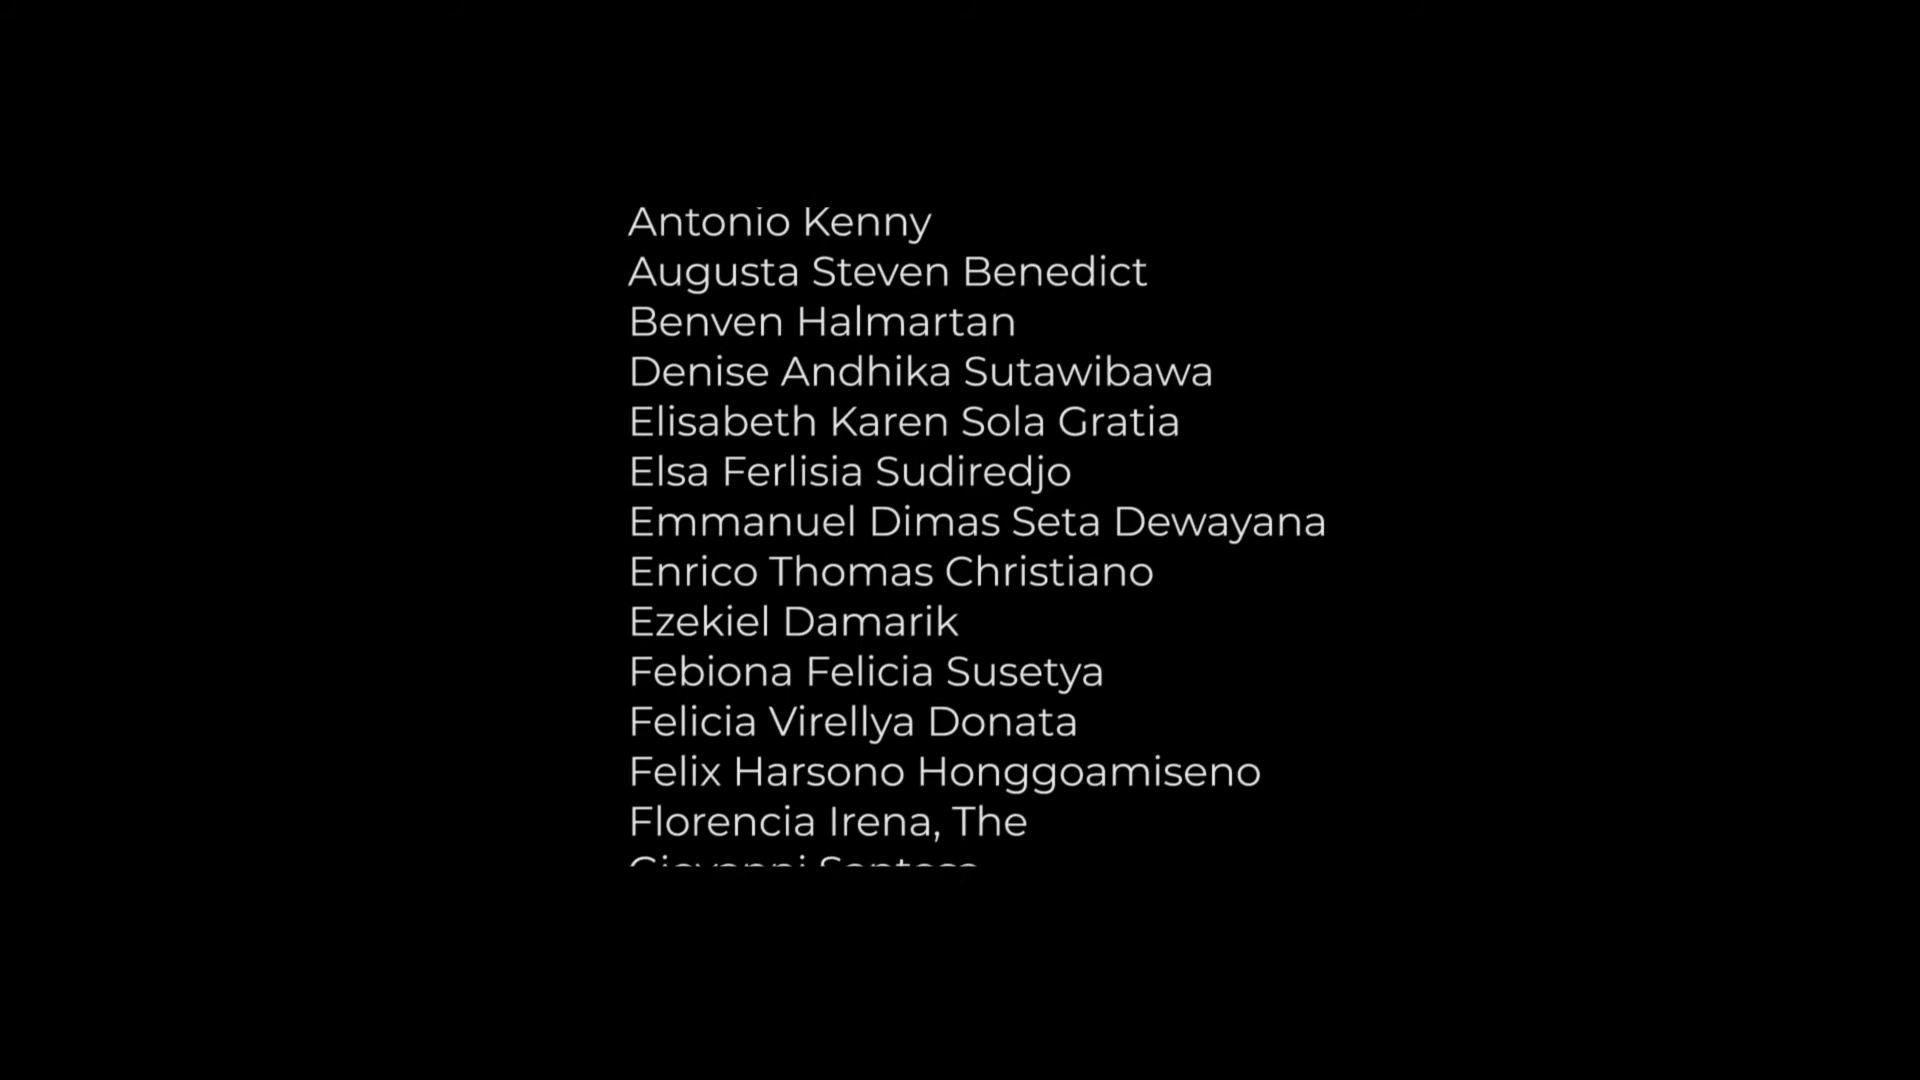 Antonio Kenny
Augusta Steven Benedict
Benven Halmartan
Denise Andhika Sutawibawa
Elisabeth Karen Sola Gratia
Elsa Ferlisia Sudiredjo
Emmanuel Dimas Seta Dewayana
Enrico Thomas Christiano
Ezekiel Damarik
Febiona Felicia Susetya
Felicia Virellya Donata
Felix Harsono Honggoamiseno
Florencia Irena, The